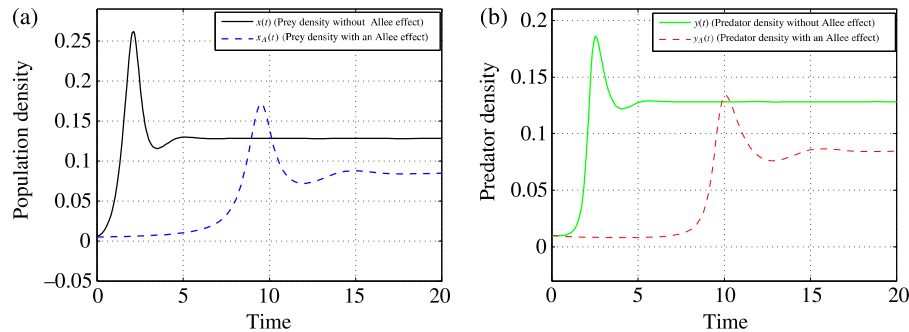 (a)
x(t) (Prey density without Allee effect)
x_A(t) (Prey density with an Allee effect)
Population density
0.25
0.2
0.15
0.1
0.05
0
–0.05
0 5 10 15 20
Time
(b)
y(t) (Predator density without Allee effect)
y_A(t) (Predator density with an Allee effect)
Predator density
0.2
0.15
0.1
0.05
0
0 5 10 15 20
Time